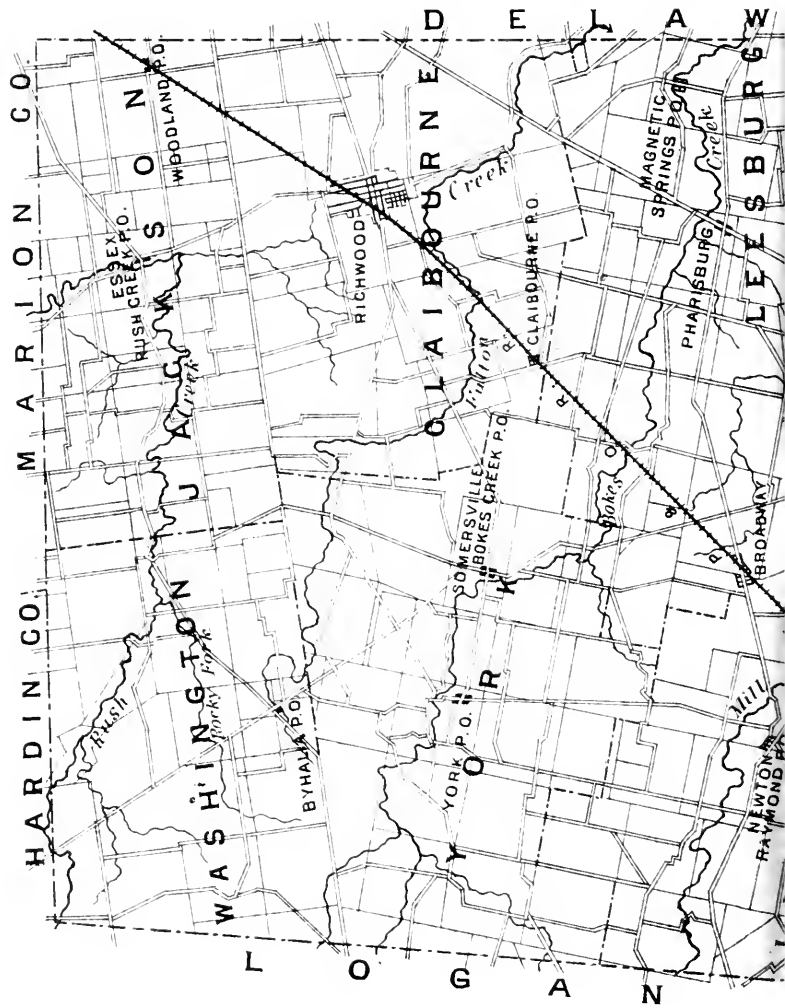 HARDIN CO.
MARION CO.
DELAW
LOGAN
WASHINGTON
JACKSON
CLAIBOURNE
YORK
LEESBURG
WOODLAND P.O.
ESSEX
RUSH CREEK P.O.
RICHWOOD
BYHALIA P.O.
CLAIBOURNE P.O.
SOMERSVILLE
BOKES CREEK P.O.
YORK P.O.
MAGNETIC
SPRINGS P.O.
PHARISBURG
BROADWAY
NEWTON
RAYMOND P.
Rush
Creek
Rocky Fork
Fulton
Creek
Bokes
Creek
Mill
R.
R.
O.
&
P.